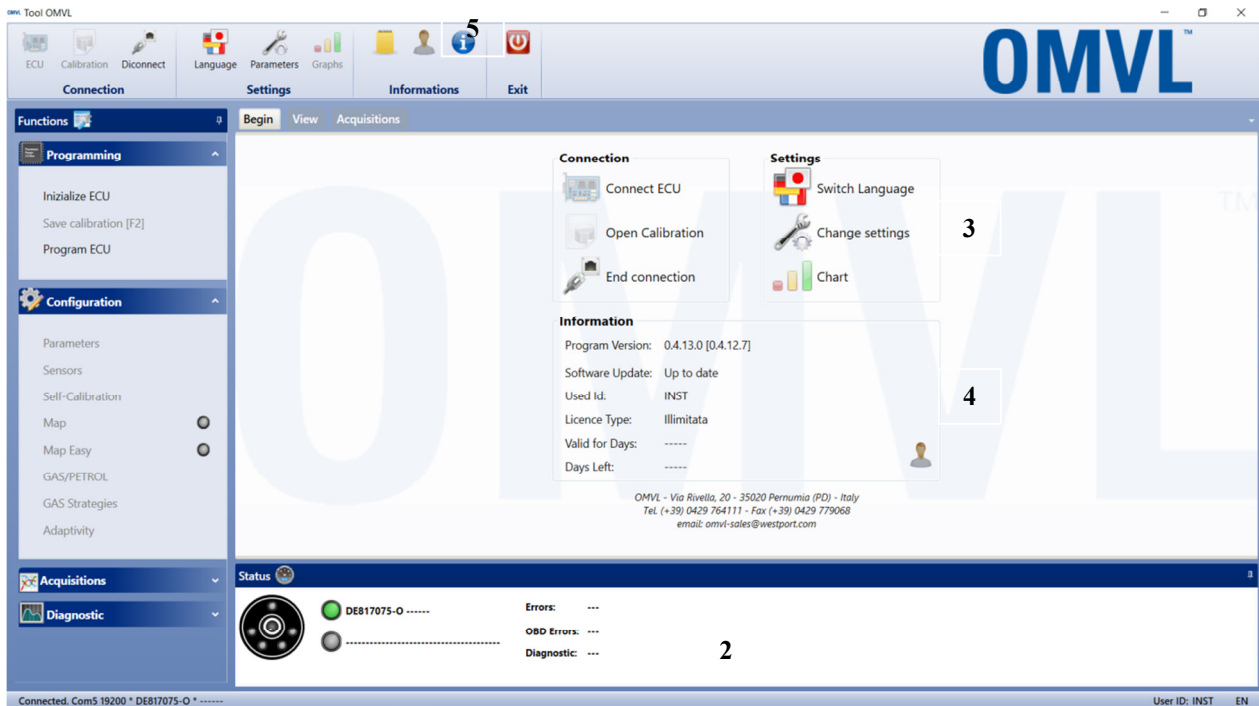 OMVL Tool OMVL
5
ECU Calibration Diconnect Language Parameters Graphs
Connection Settings Informations Exit
OMVL™
Functions
Begin View Acquisitions
Programming
Inizialize ECU
Save calibration [F2]
Program ECU
Configuration
Parameters
Sensors
Self-Calibration
Map
Map Easy
GAS/PETROL
GAS Strategies
Adaptivity
Acquisitions
Diagnostic
Connection
Connect ECU
Open Calibration
End connection
Settings
Switch Language
Change settings
Chart
3
Information
Program Version: 0.4.13.0 [0.4.12.7]
Software Update: Up to date
Used Id: INST
Licence Type: Illimitata
Valid for Days: -----
Days Left: -----
4
OMVL - Via Rivella, 20 - 35020 Pernumia (PD) - Italy
Tel. (+39) 0429 764111 - Fax (+39) 0429 779068
email: omvl-sales@westport.com
OMVL™
Status
DE817075-O ------
Errors: ---
OBD Errors: ---
Diagnostic: ---
2
Connected. Com5 19200 * DE817075-O * ------
User ID: INST EN